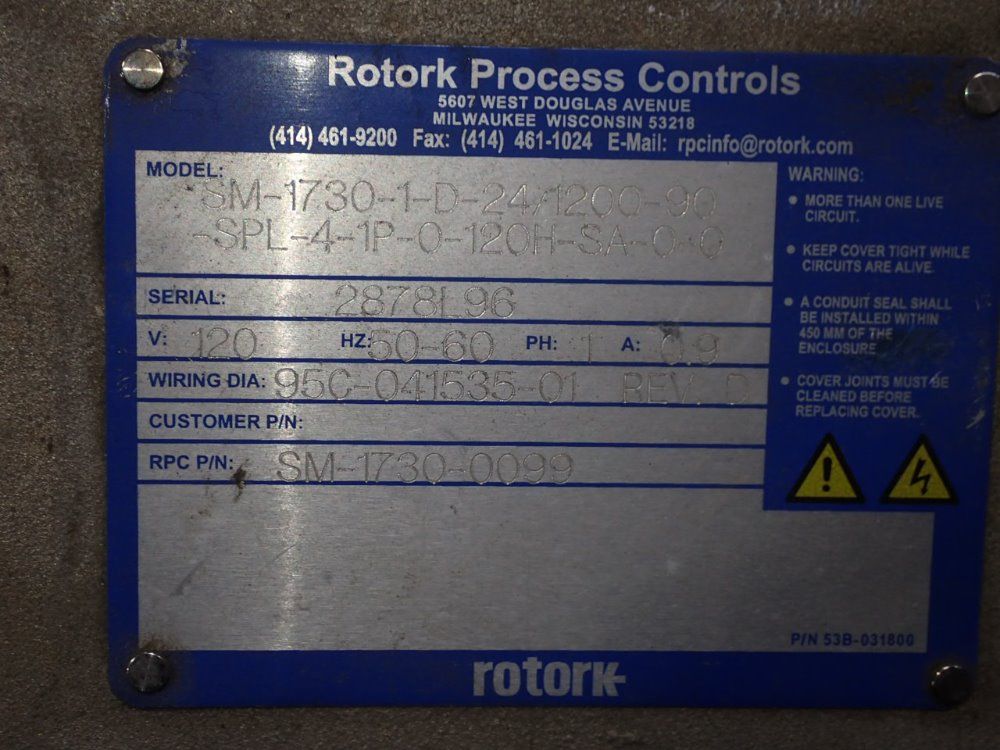 Rotork Process Controls
5607 WEST DOUGLAS AVENUE
MILWAUKEE WISCONSIN 53218
(414) 461-9200 Fax: (414) 461-1024 E-Mail: rpcinfo@rotork.com
MODEL:
SM-1730-1-D-24/1200-90
-SPL-4-1P-0-120H-SA-0-0
SERIAL: 2878L96
V: 120 HZ: 50-60 PH: 1 A: 0.9
WIRING DIA: 95C-041535-01 REV. D
CUSTOMER P/N:
RPC P/N: SM-1730-0099
WARNING:
• MORE THAN ONE LIVE
CIRCUIT.
• KEEP COVER TIGHT WHILE
CIRCUITS ARE ALIVE.
• A CONDUIT SEAL SHALL
BE INSTALLED WITHIN
450 MM OF THE
ENCLOSURE
• COVER JOINTS MUST BE
CLEANED BEFORE
REPLACING COVER.
P/N 53B-031800
rotork